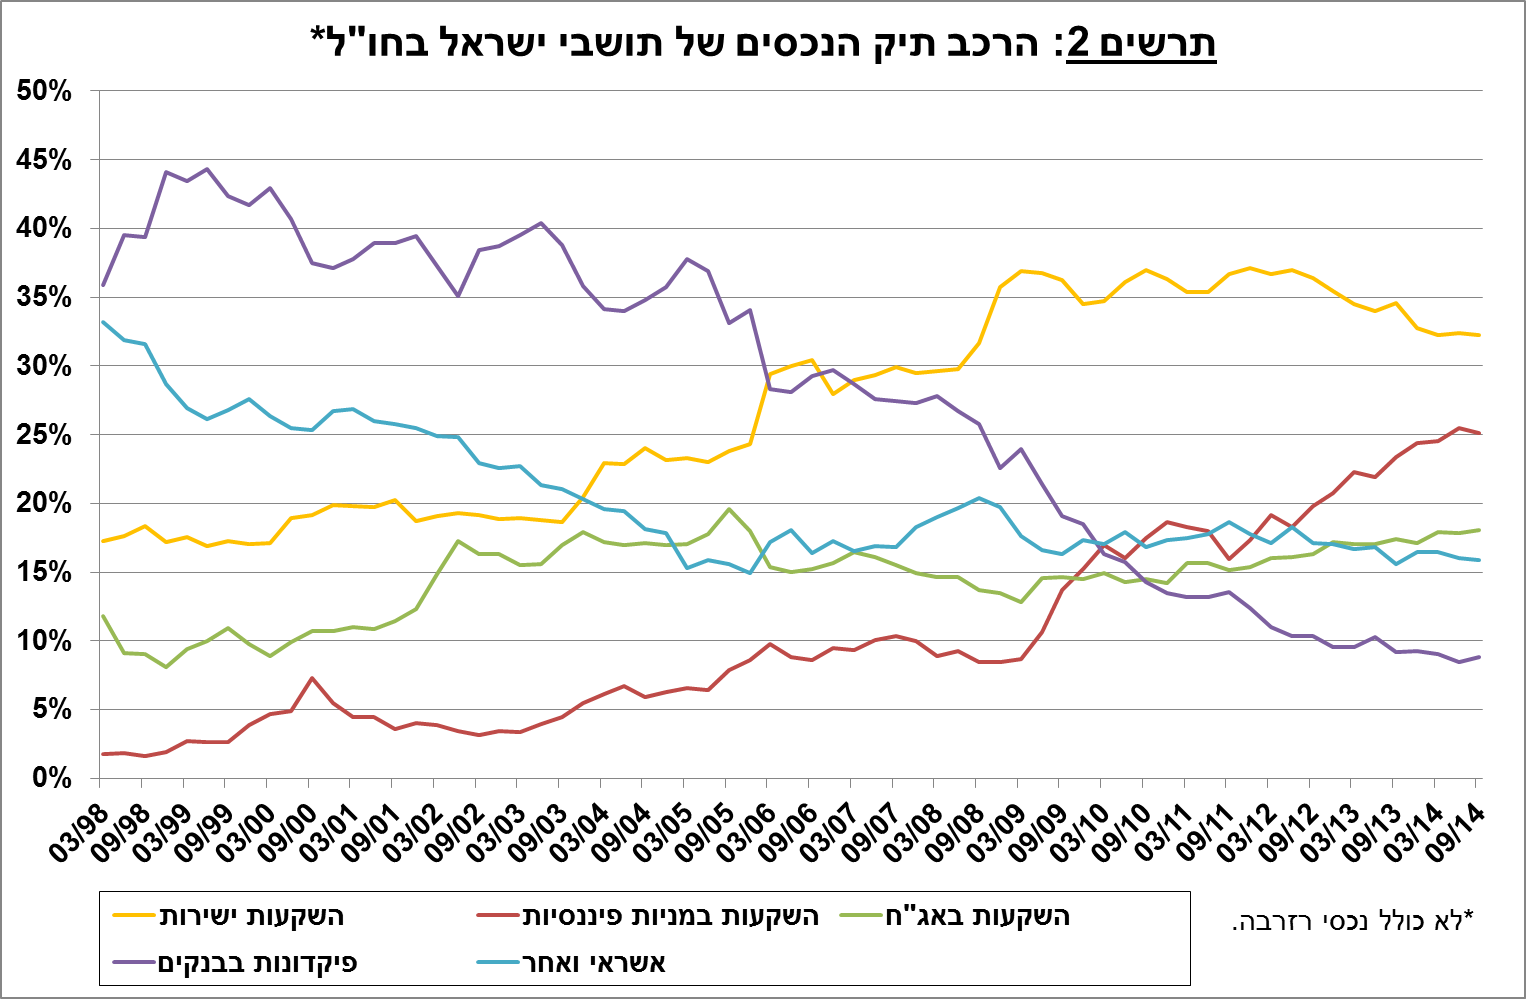 תרשים 2: הרכב תיק הנכסים של תושבי ישראל בחו"ל*
50%
45%
40%
35%
30%
25%
20%
15%
10%
5%
0%
03/98 09/98 03/99 09/99 03/00 09/00 03/01 09/01 03/02 09/02 03/03 09/03 03/04 09/04 03/05 09/05 03/06 09/06 03/07 09/07 03/08 09/08 03/09 09/09 03/10 09/10 03/11 09/11 03/12 09/12 03/13 09/13 03/14 09/14
השקעות ישירות
השקעות במניות פיננסיות
השקעות באג"ח
פיקדונות בבנקים
אשראי ואחר
*לא כולל נכסי רזרבה.